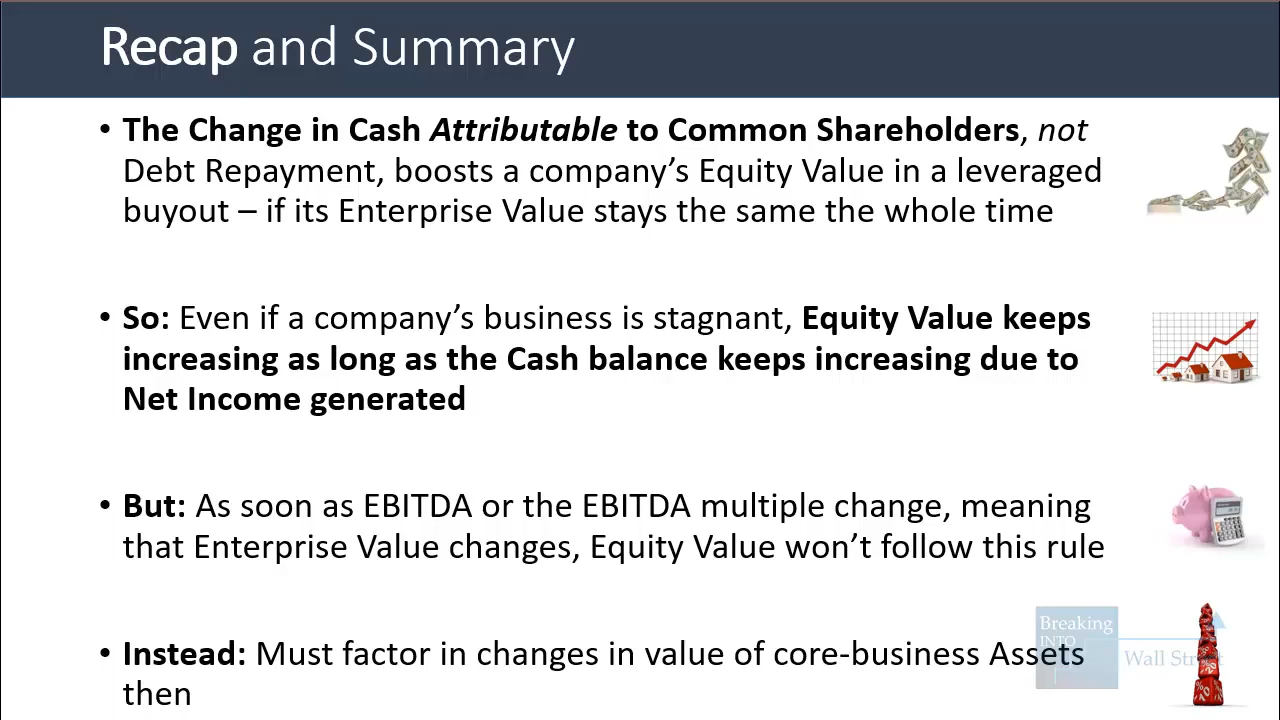 Recap and Summary
• The Change in Cash Attributable to Common Shareholders, not
Debt Repayment, boosts a company’s Equity Value in a leveraged
buyout – if its Enterprise Value stays the same the whole time
• So: Even if a company’s business is stagnant, Equity Value keeps
increasing as long as the Cash balance keeps increasing due to
Net Income generated
• But: As soon as EBITDA or the EBITDA multiple change, meaning
that Enterprise Value changes, Equity Value won’t follow this rule
• Instead: Must factor in changes in value of core-business Assets
then
Breaking
INTO
Wall Street